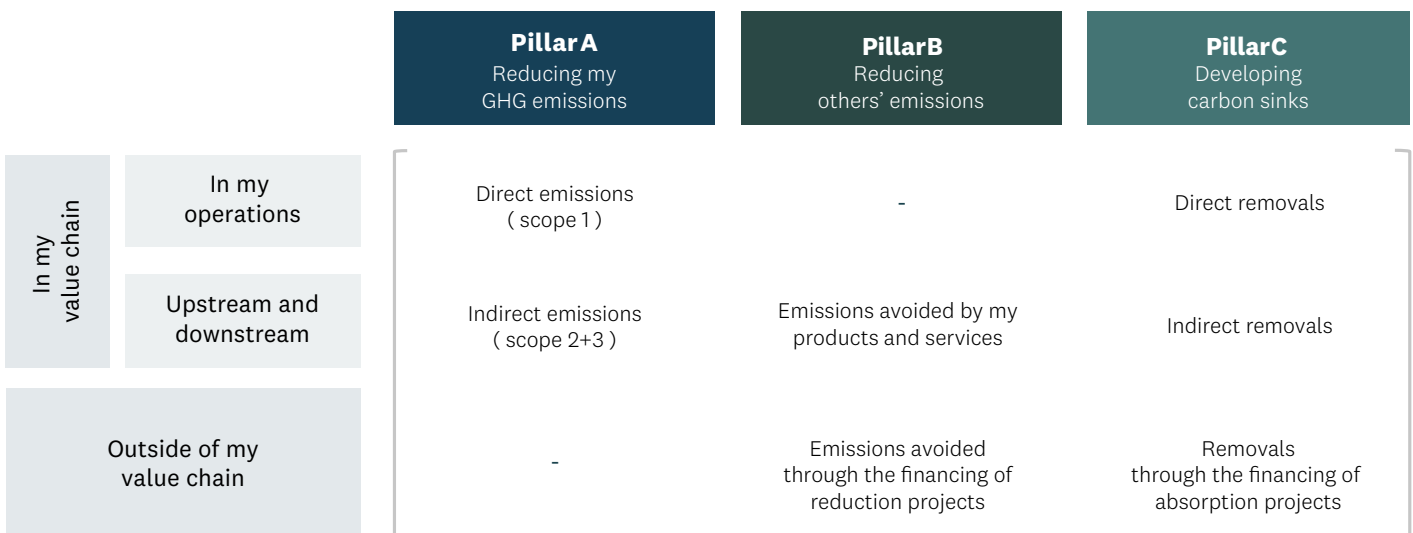 PillarA
Reducing my
GHG emissions
PillarB
Reducing
others’ emissions
PillarC
Developing
carbon sinks
In my
value chain
In my
operations
Direct emissions
( scope 1 )
-
Direct removals
Upstream and
downstream
Indirect emissions
( scope 2+3 )
Emissions avoided by my
products and services
Indirect removals
Outside of my
value chain
-
Emissions avoided
through the financing of
reduction projects
Removals
through the financing of
absorption projects